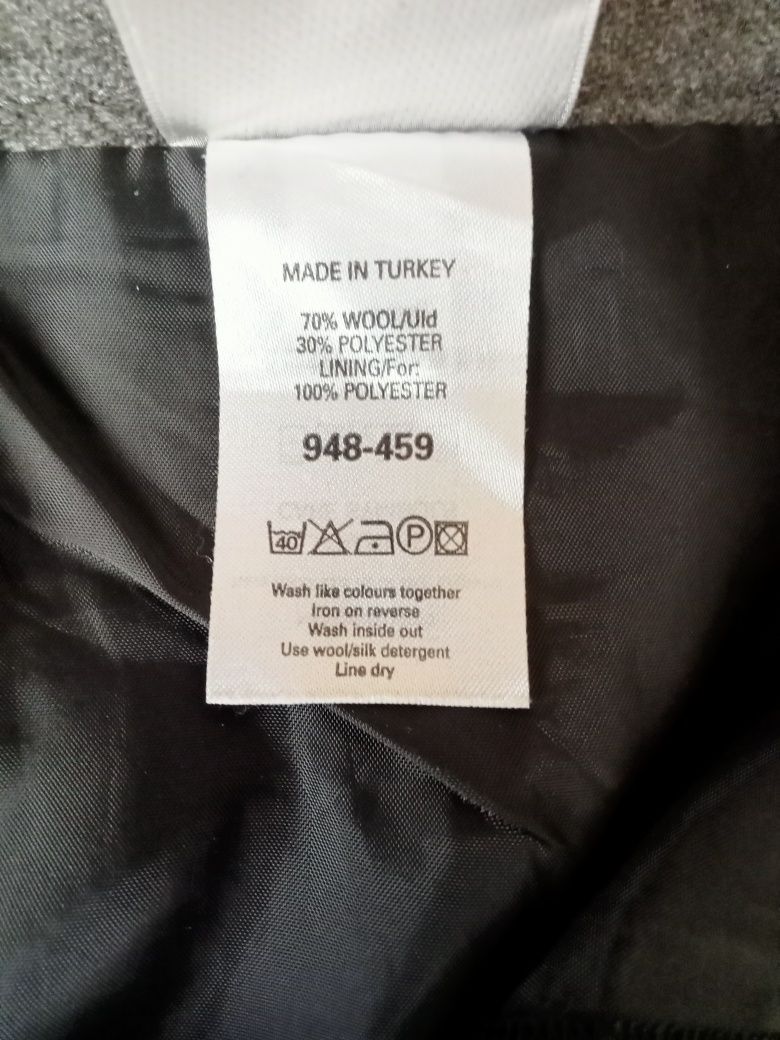 MADE IN TURKEY
70% WOOL/Uld
30% POLYESTER
LINING/For:
100% POLYESTER
948-459
40 P
Wash like colours together
Iron on reverse
Wash inside out
Use wool/silk detergent
Line dry